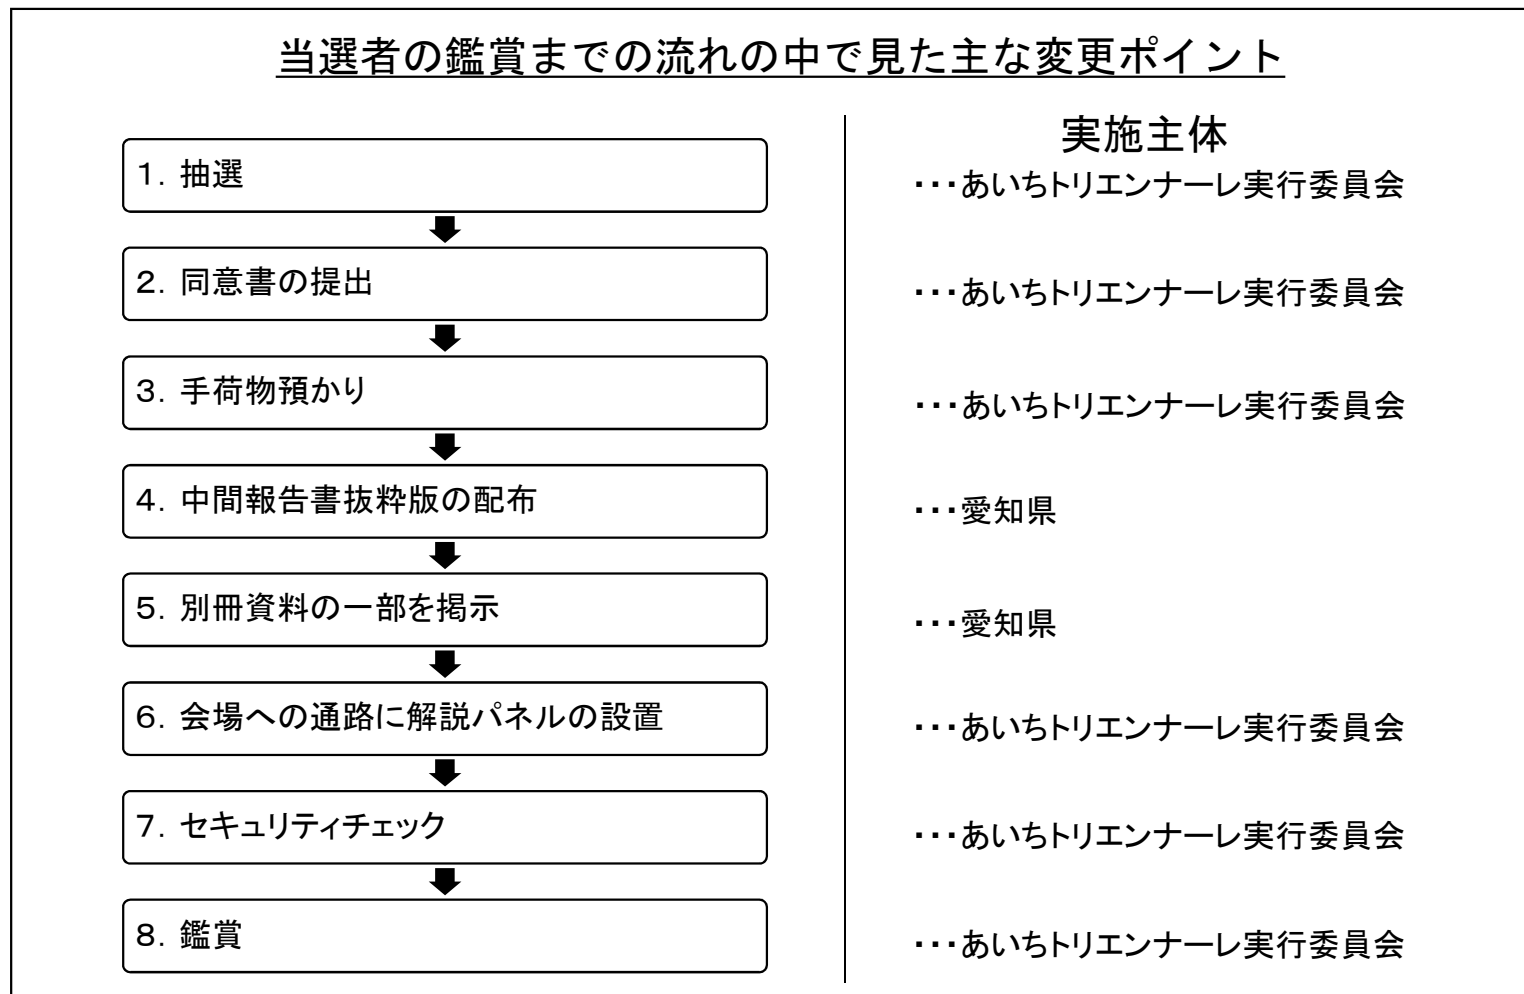 当選者の鑑賞までの流れの中で見た主な変更ポイント
実施主体
1．抽選
･･･あいちトリエンナーレ実行委員会
2．同意書の提出
･･･あいちトリエンナーレ実行委員会
3．手荷物預かり
･･･あいちトリエンナーレ実行委員会
4．中間報告書抜粋版の配布
･･･愛知県
5．別冊資料の一部を掲示
･･･愛知県
6．会場への通路に解説パネルの設置
･･･あいちトリエンナーレ実行委員会
7．セキュリティチェック
･･･あいちトリエンナーレ実行委員会
8．鑑賞
･･･あいちトリエンナーレ実行委員会